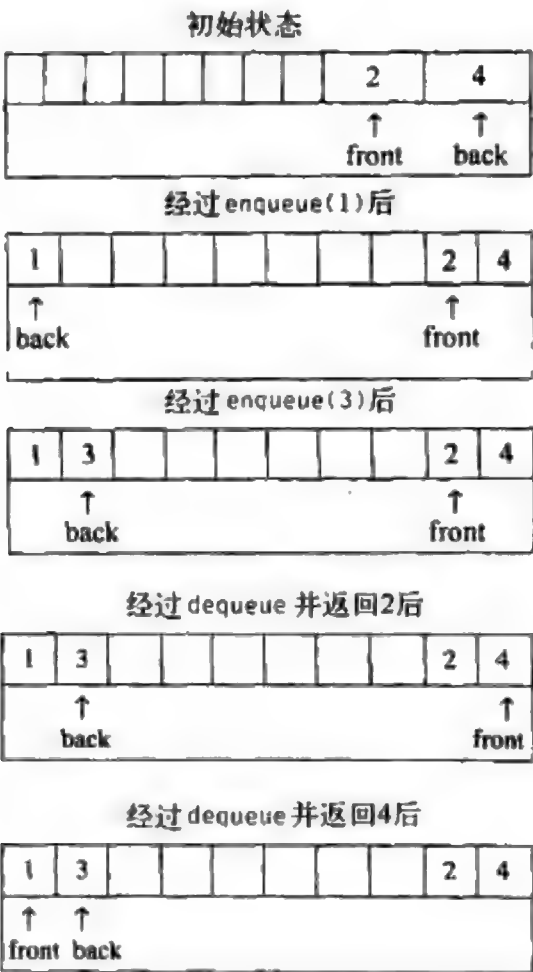 初始状态
2 4
front back
经过enqueue(1)后
1 2 4
back front
经过enqueue(3)后
1 3 2 4
back front
经过dequeue并返回2后
1 3 2 4
back front
经过dequeue并返回4后
1 3 2 4
front back